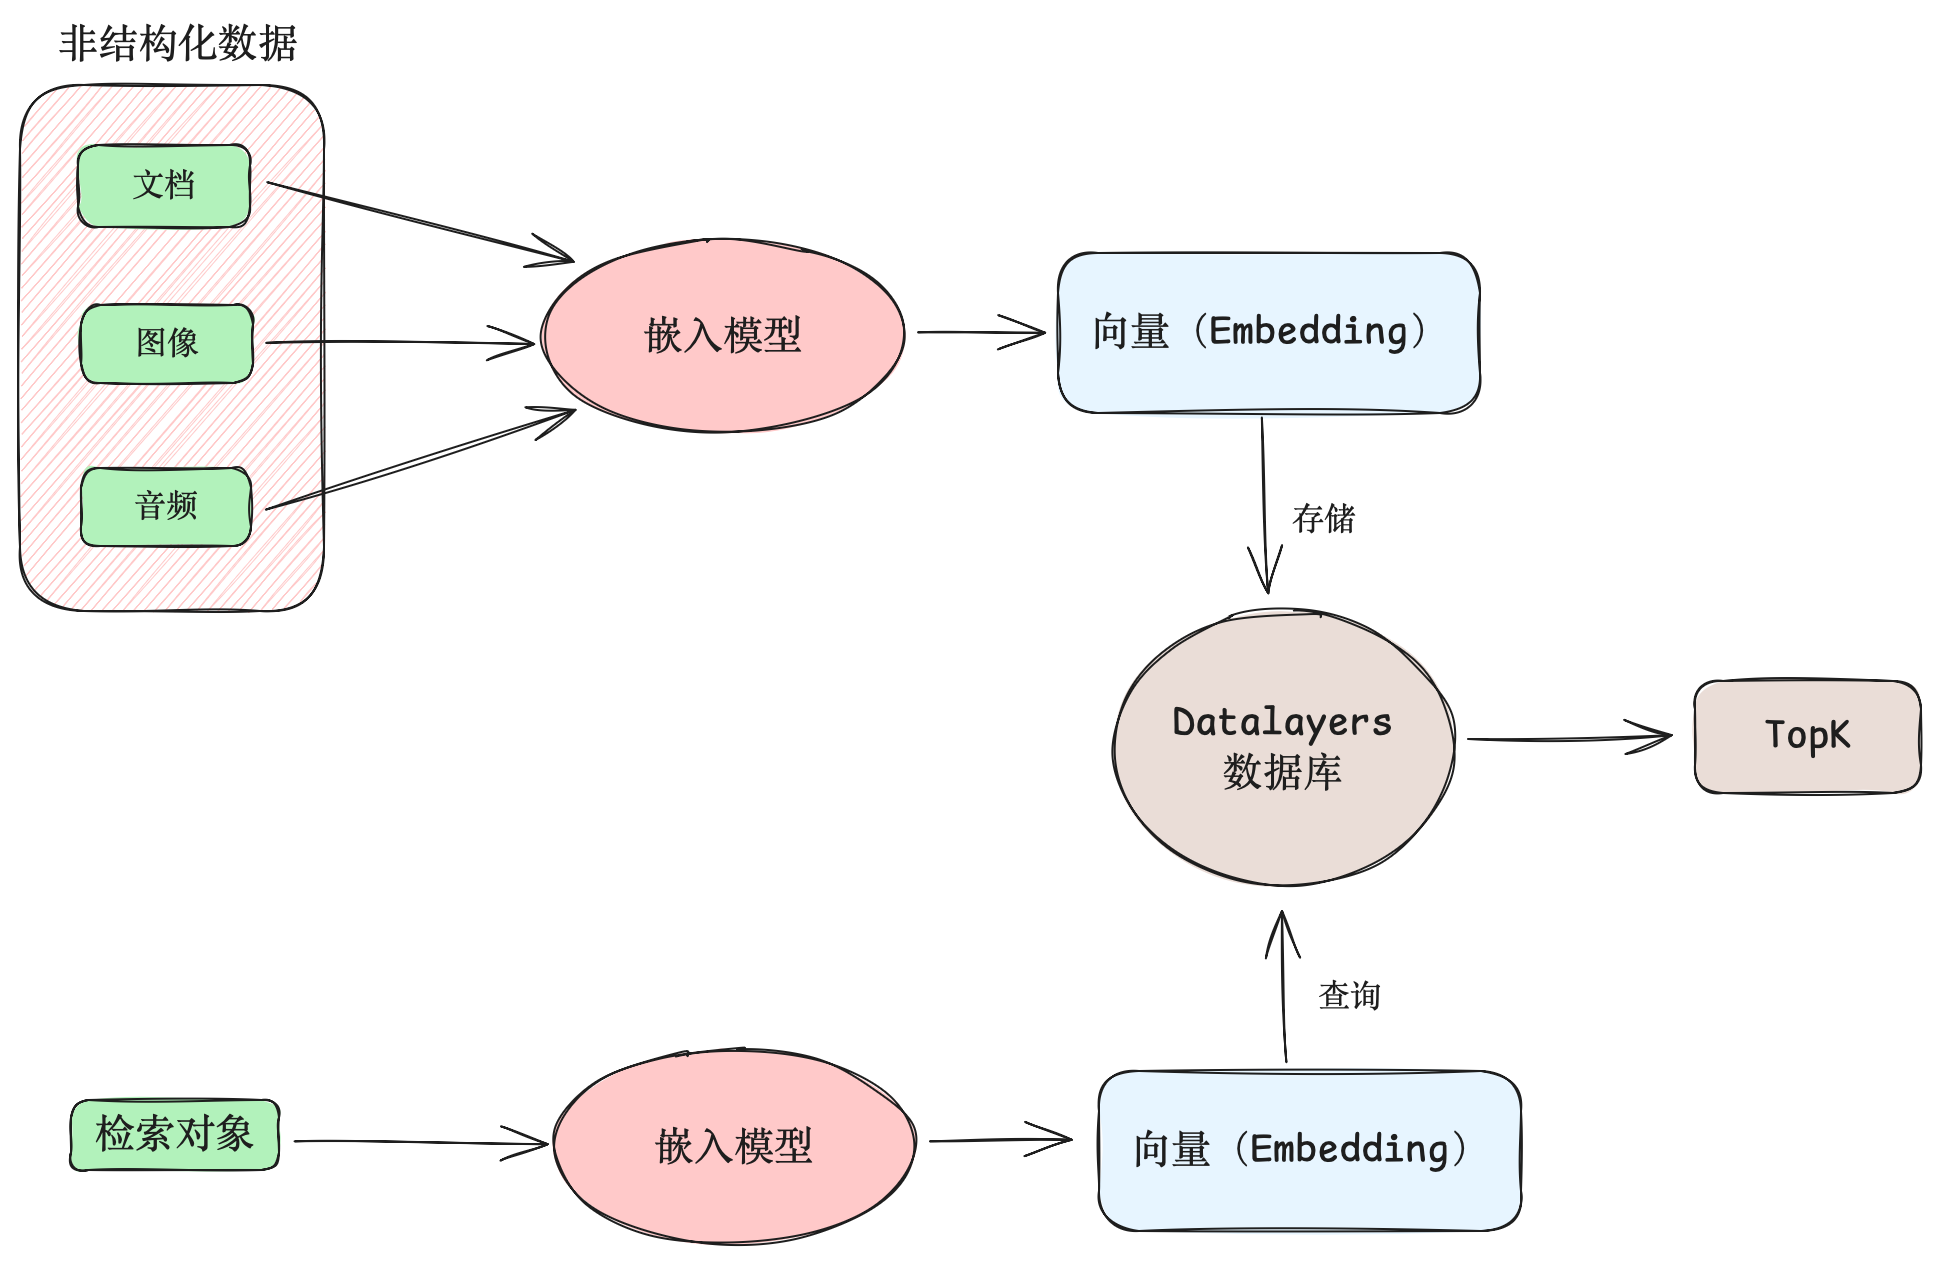 非结构化数据
文档
图像
音频
嵌入模型
向量（Embedding）
存储
Datalayers
数据库
TopK
查询
检索对象
嵌入模型
向量（Embedding）